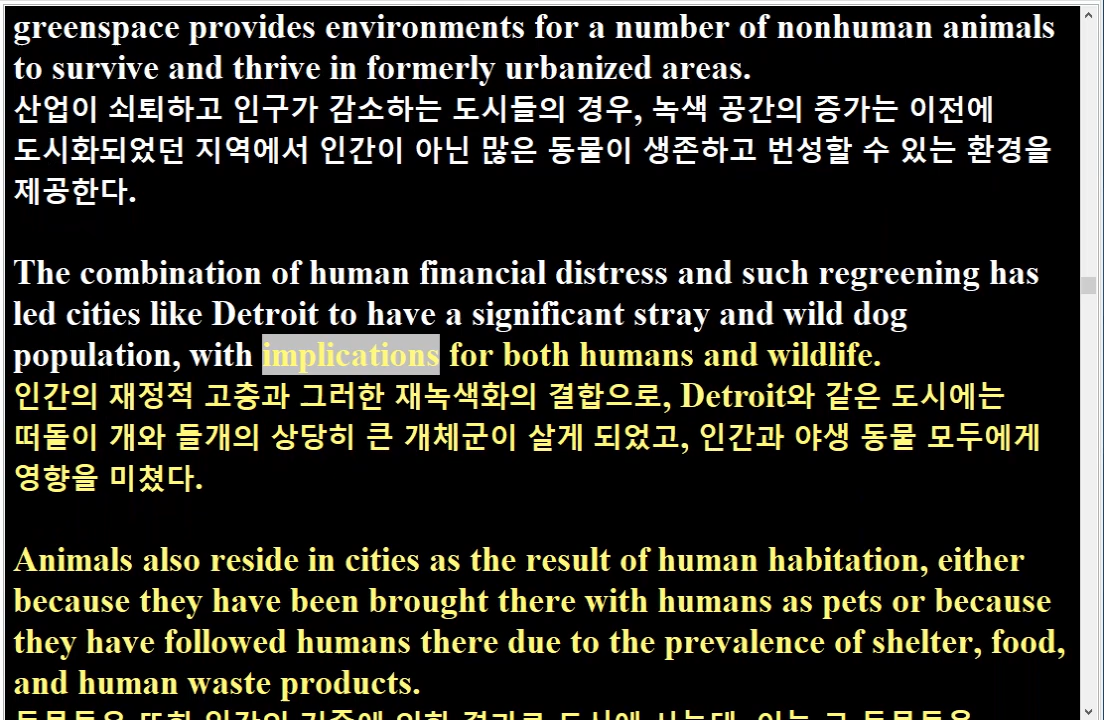 greenspace provides environments for a number of nonhuman animals
to survive and thrive in formerly urbanized areas.
산업이 쇠퇴하고 인구가 감소하는 도시들의 경우, 녹색 공간의 증가는 이전에
도시화되었던 지역에서 인간이 아닌 많은 동물이 생존하고 번성할 수 있는 환경을
제공한다.
The combination of human financial distress and such regreening has
led cities like Detroit to have a significant stray and wild dog
population, with implications for both humans and wildlife.
인간의 재정적 고충과 그러한 재녹색화의 결합으로, Detroit와 같은 도시에는
떠돌이 개와 들개의 상당히 큰 개체군이 살게 되었고, 인간과 야생 동물 모두에게
영향을 미쳤다.
Animals also reside in cities as the result of human habitation, either
because they have been brought there with humans as pets or because
they have followed humans there due to the prevalence of shelter, food,
and human waste products.